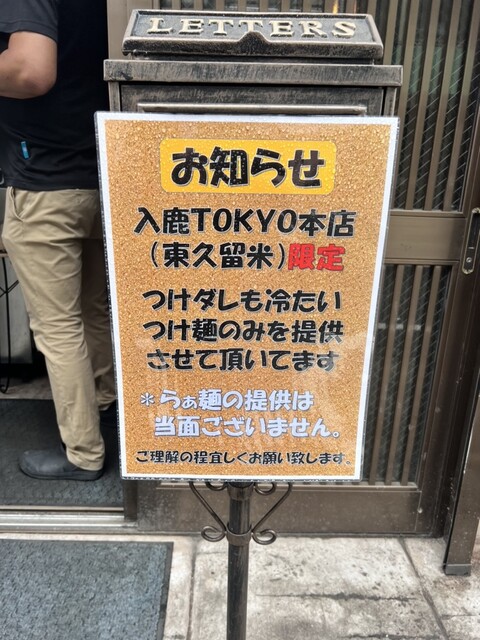 LETTERS
お知らせ
入鹿TOKYO本店
(東久留米)限定
つけダレも冷たい
つけ麺のみを提供
させて頂いてます
＊らぁ麺の提供は
当面ございません。
ご理解の程宜しくお願い致します。